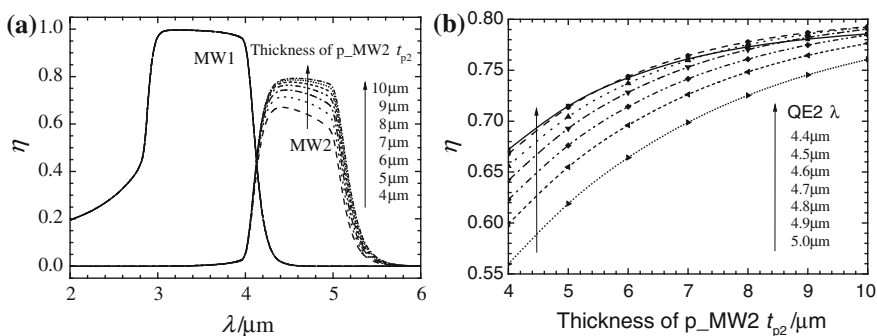 (a)
1.0
0.8
0.6
0.4
0.2
0.0
η
MW1
Thickness of p_MW2 t_p2
10μm
9μm
8μm
7μm
6μm
5μm
4μm
MW2
2 3 4 5 6
λ/μm
(b)
0.80
0.75
0.70
0.65
0.60
0.55
η
QE2 λ
4.4μm
4.5μm
4.6μm
4.7μm
4.8μm
4.9μm
5.0μm
4 5 6 7 8 9 10
Thickness of p_MW2 t_p2/μm